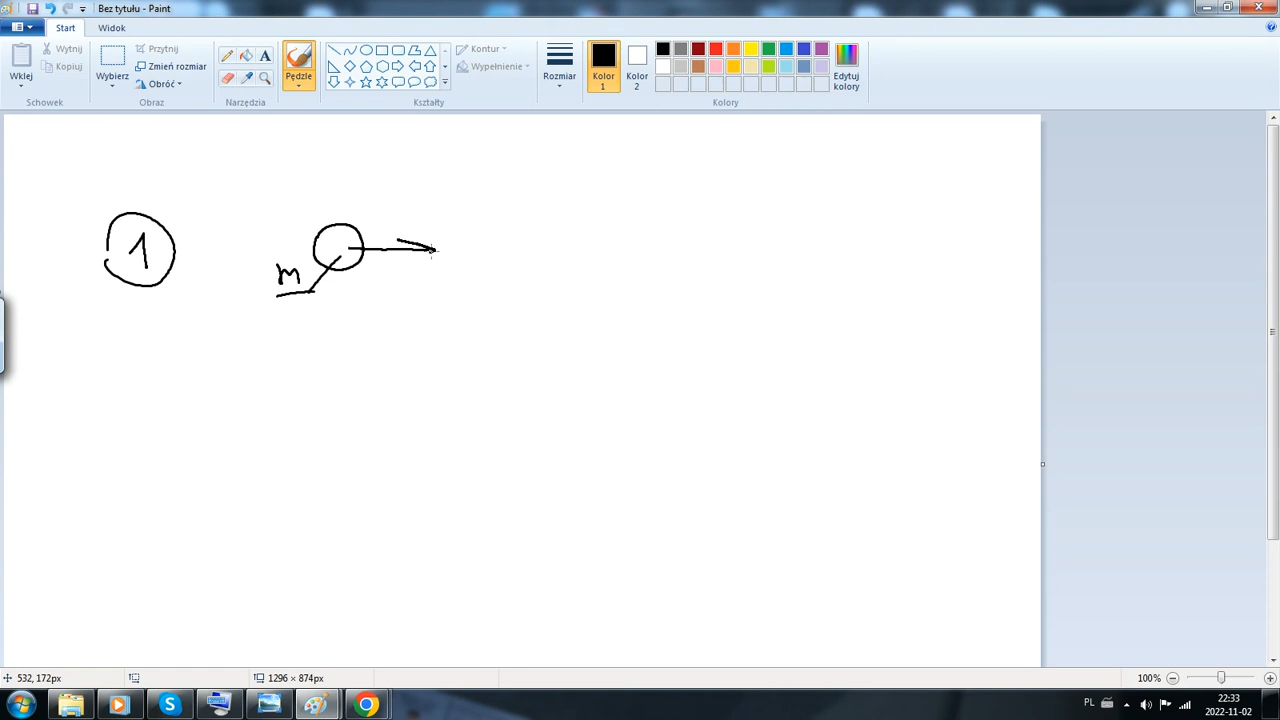 Bez tytułu - Paint
Start Widok
Wklej
Wytnij
Kopiuj
Schowek
Wybierz
Przytnij
Zmień rozmiar
Obróć
Obraz
A
Narzędzia
Pędzle
Kontur
Wypełnienie
Kształty
Rozmiar
Kolor 1
Kolor 2
Edytuj kolory
Kolory
1
m
532, 172px
1296 × 874px
100%
PL
22:33
2022-11-02